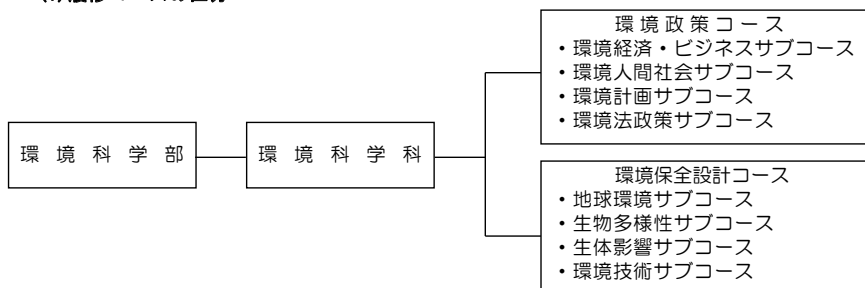 環境政策コース
・環境経済・ビジネスサブコース
・環境人間社会サブコース
・環境計画サブコース
・環境法政策サブコース
環境科学部
環境科学科
環境保全設計コース
・地球環境サブコース
・生物多様性サブコース
・生体影響サブコース
・環境技術サブコース